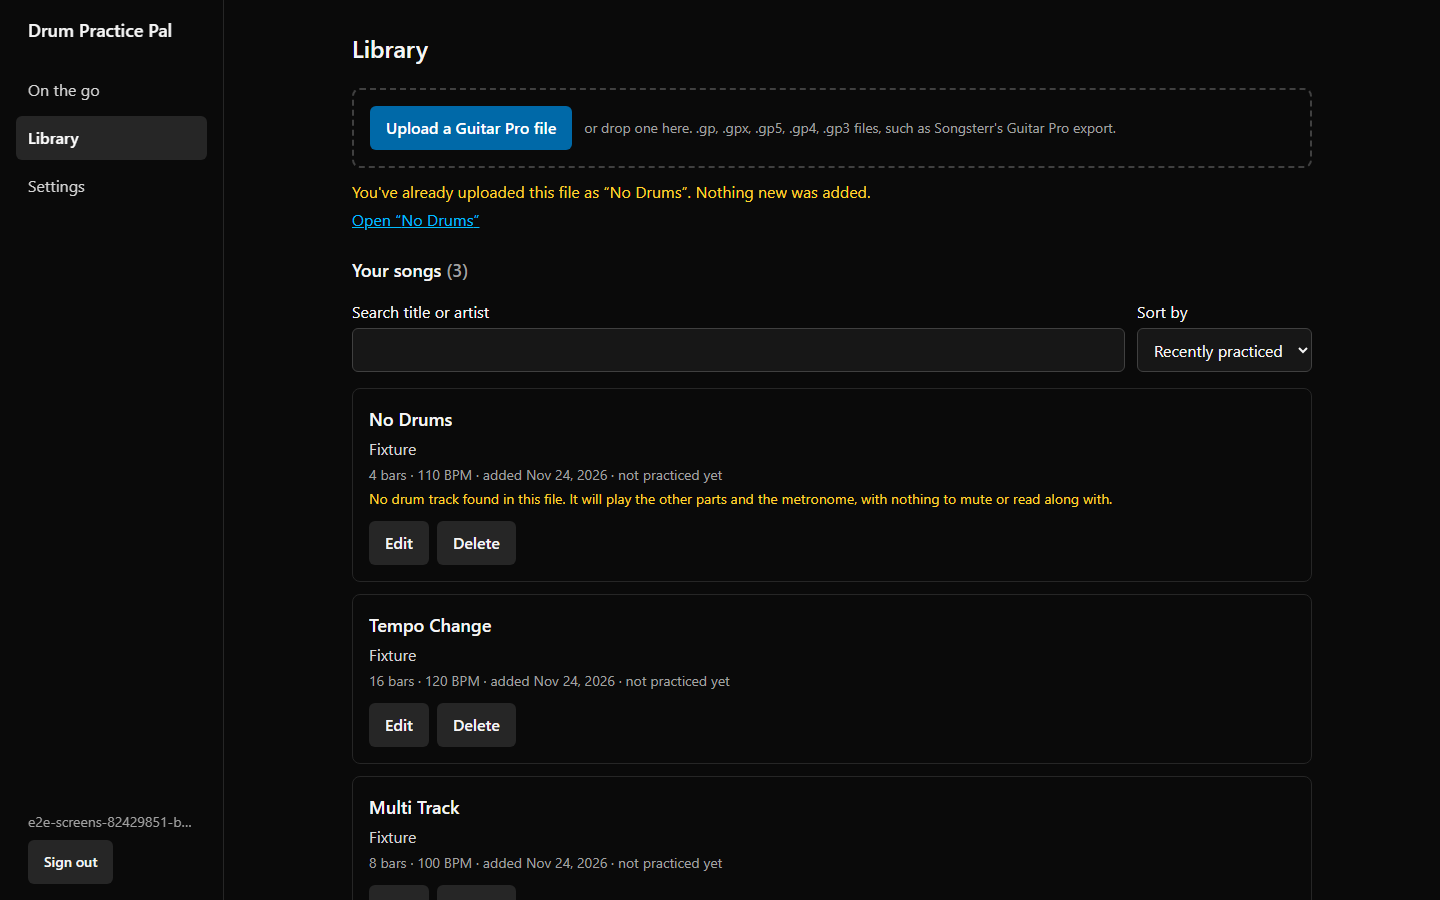 Drum Practice Pal
On the go
Library
Settings
e2e-screens-82429851-b...
Sign out
Library
Upload a Guitar Pro file
or drop one here. .gp, .gpx, .gp5, .gp4, .gp3 files, such as Songsterr's Guitar Pro export.
You've already uploaded this file as “No Drums”. Nothing new was added.
Open “No Drums”
Your songs (3)
Search title or artist
Sort by
Recently practiced
No Drums
Fixture
4 bars · 110 BPM · added Nov 24, 2026 · not practiced yet
No drum track found in this file. It will play the other parts and the metronome, with nothing to mute or read along with.
Edit
Delete
Tempo Change
Fixture
16 bars · 120 BPM · added Nov 24, 2026 · not practiced yet
Edit
Delete
Multi Track
Fixture
8 bars · 100 BPM · added Nov 24, 2026 · not practiced yet